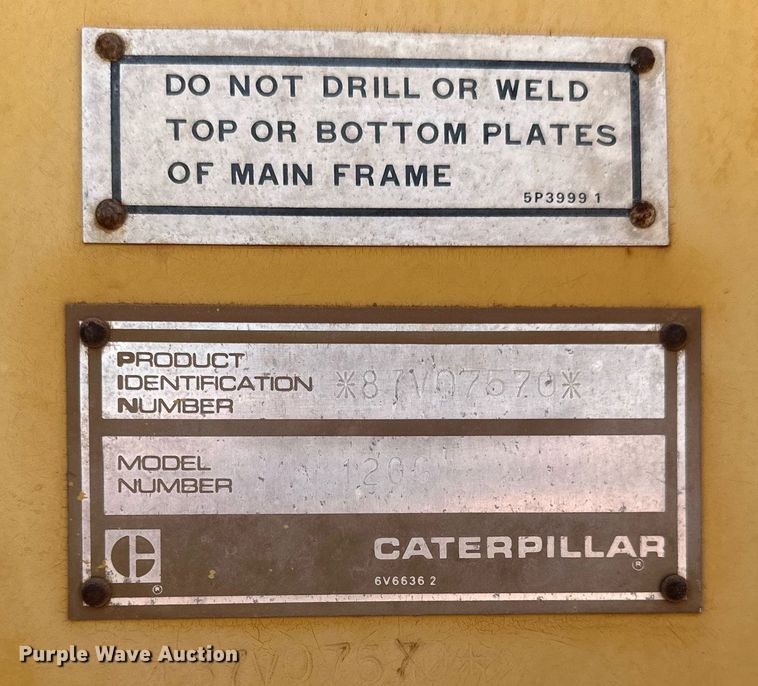 DO NOT DRILL OR WELD
TOP OR BOTTOM PLATES
OF MAIN FRAME
5P3999 1
PRODUCT
IDENTIFICATION
NUMBER
*87V07570*
MODEL
NUMBER
120G
CATERPILLAR
®
6V6636 2
®
Purple Wave Auction